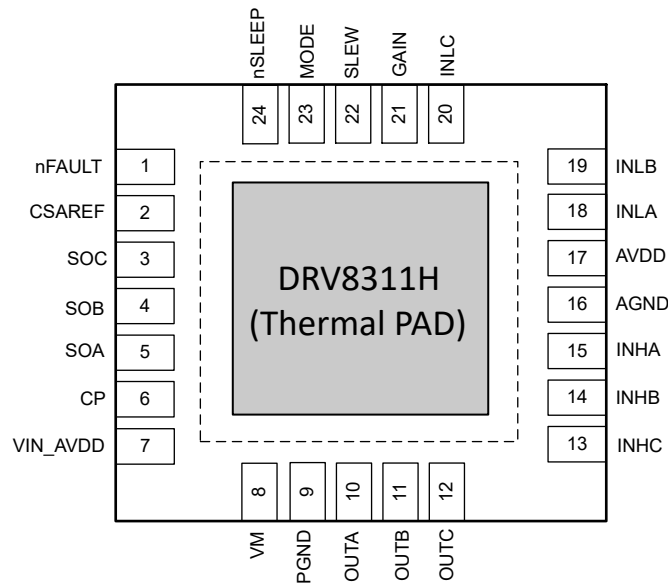 nSLEEP
MODE
SLEW
GAIN
INLC
24
23
22
21
20
nFAULT 1
CSAREF 2
SOC 3
SOB 4
SOA 5
CP 6
VIN_AVDD 7
DRV8311H
(Thermal PAD)
19 INLB
18 INLA
17 AVDD
16 AGND
15 INHA
14 INHB
13 INHC
8
9
10
11
12
VM
PGND
OUTA
OUTB
OUTC